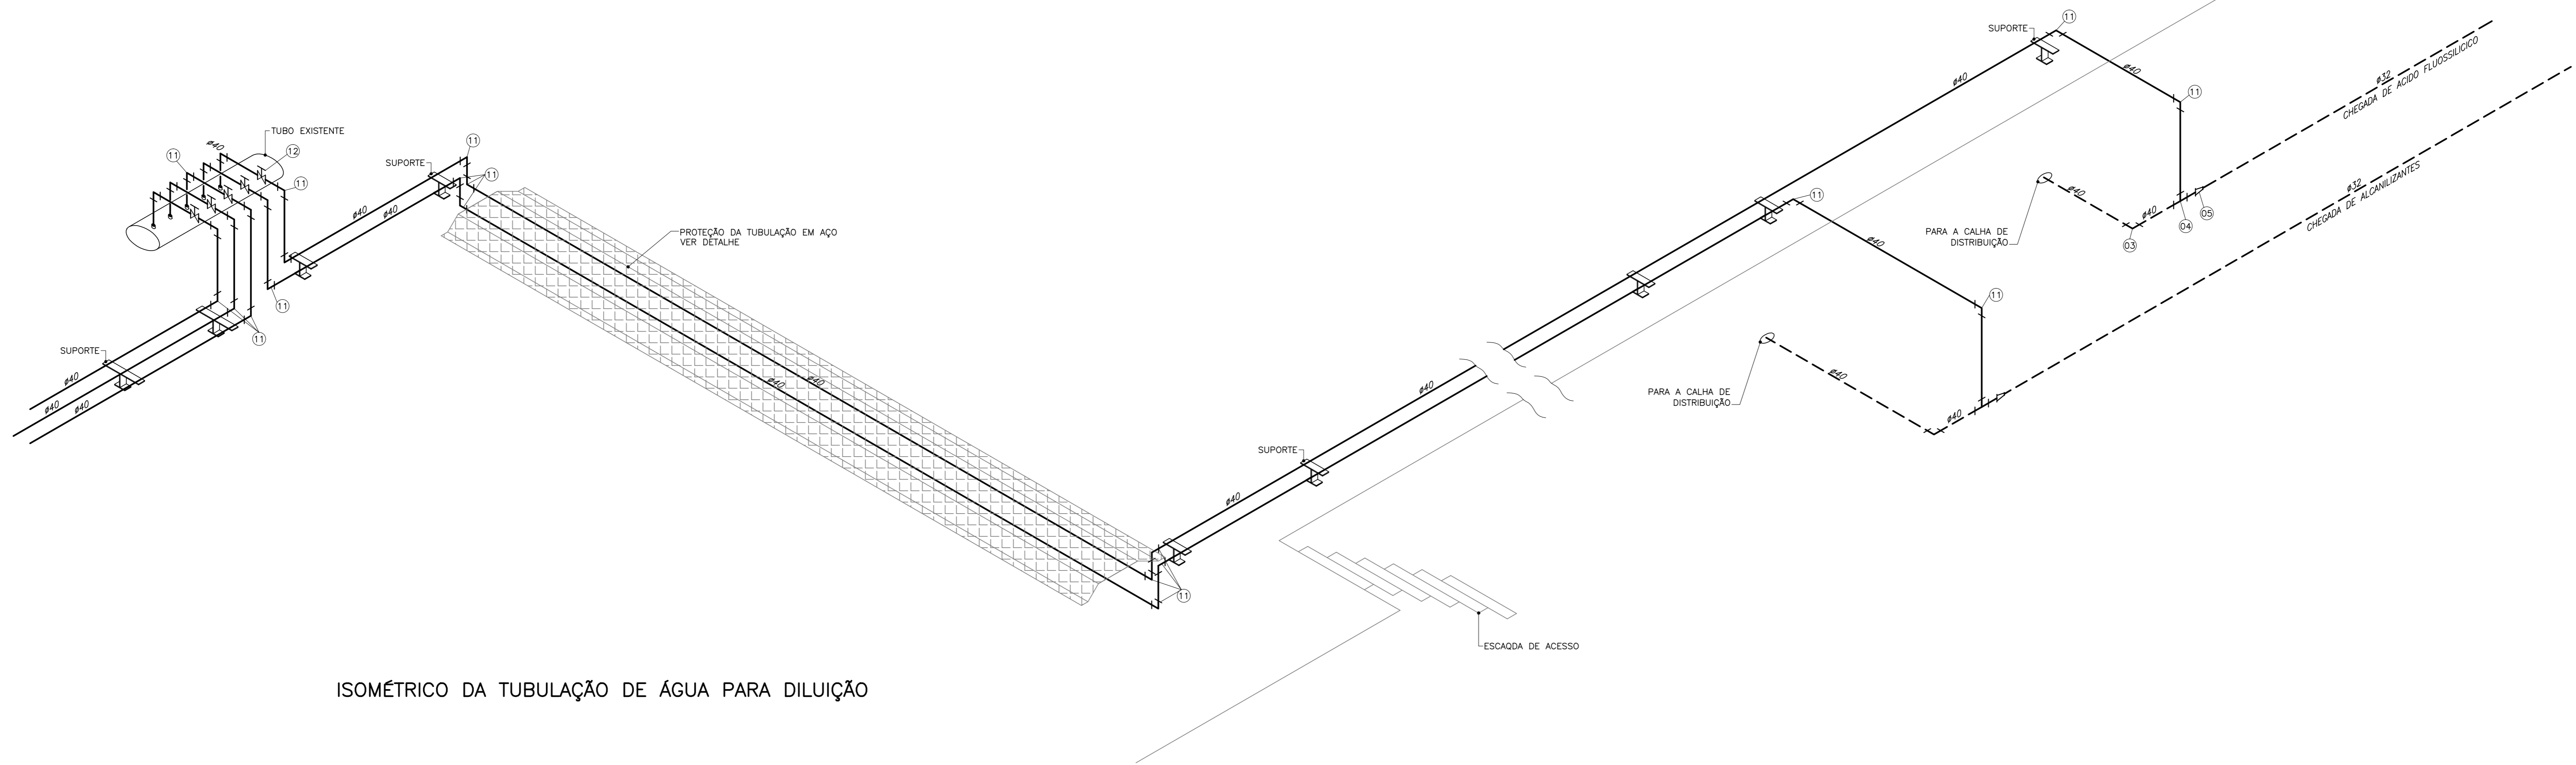 SUPORTE
11
ø40
ø40
11
ø32
CHEGADA DE ACIDO FLUOSSILICICO
TUBO EXISTENTE
ø40
12
11
11
SUPORTE
11
11
ø40
ø40
11
11
SUPORTE
ø40
ø40
ø40
PROTEÇÃO DA TUBULAÇÃO EM AÇO
VER DETALHE
ø40
ø40
11
ø40
11
ø40
ø40
03
04
05
PARA A CALHA DE
DISTRIBUIÇÃO
ø32
CHEGADA DE ALCANILIZANTES
PARA A CALHA DE
DISTRIBUIÇÃO
ø40
ø40
ø40
SUPORTE
ø40
11
ESCAQDA DE ACESSO
ISOMÉTRICO DA TUBULAÇÃO DE ÁGUA PARA DILUIÇÃO